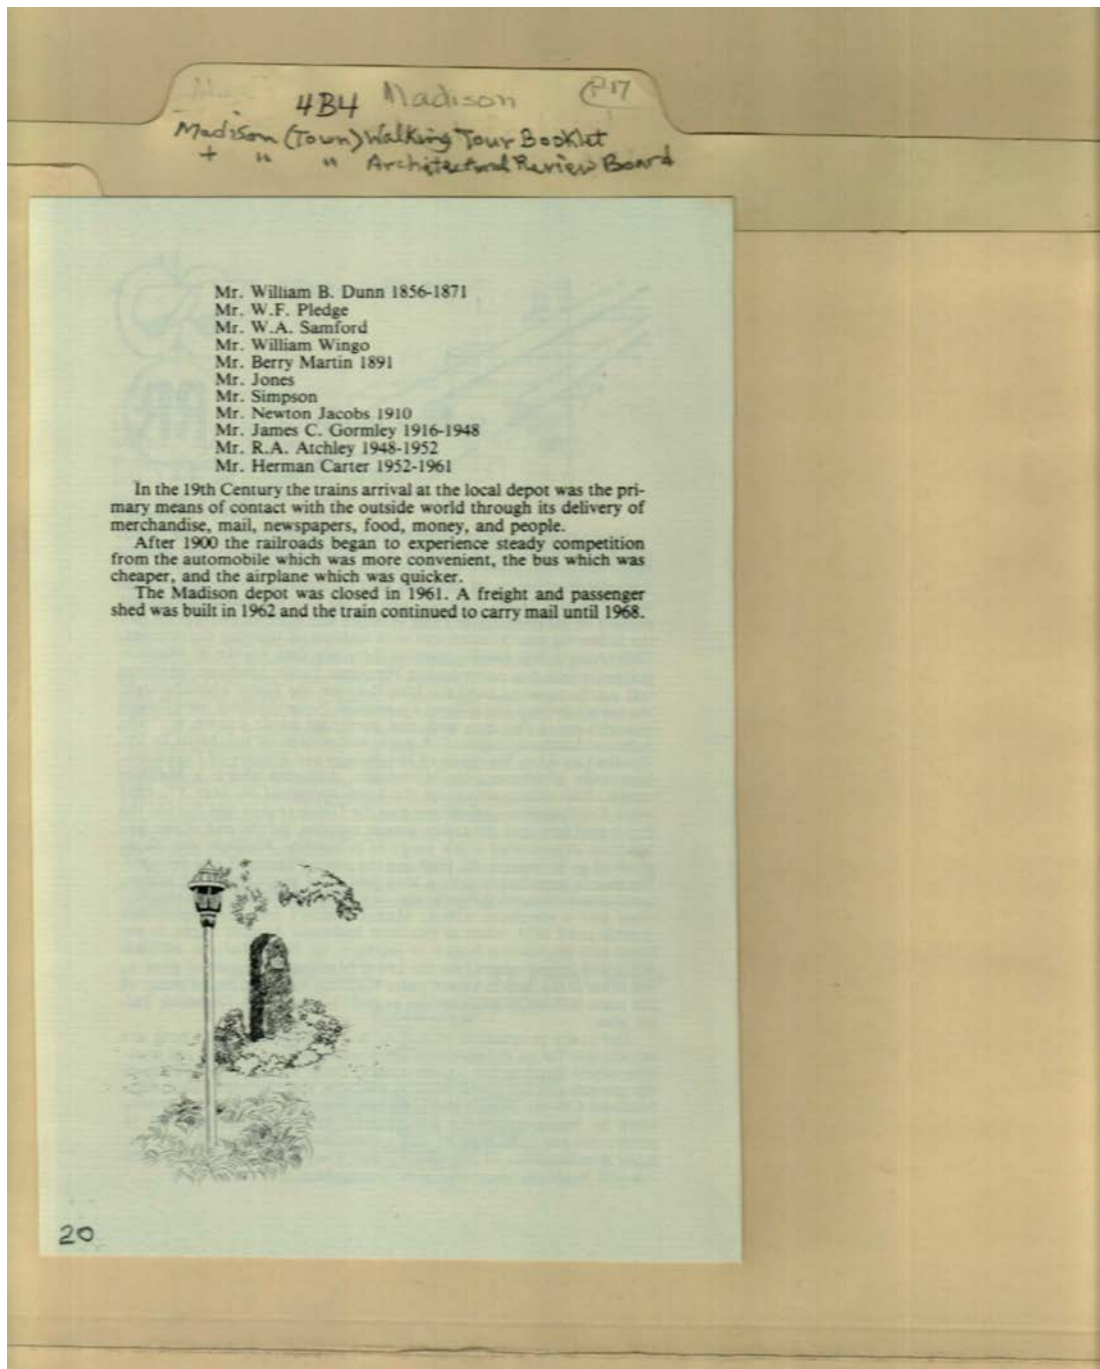 4B4 Madison P17
Madison (Town) Walking Tour Booklet
+ " " Architectural Review Board
Mr. William B. Dunn 1856-1871
Mr. W.F. Pledge
Mr. W.A. Samford
Mr. William Wingo
Mr. Berry Martin 1891
Mr. Jones
Mr. Simpson
Mr. Newton Jacobs 1910
Mr. James C. Gormley 1916-1948
Mr. R.A. Atchley 1948-1952
Mr. Herman Carter 1952-1961
In the 19th Century the trains arrival at the local depot was the pri-
mary means of contact with the outside world through its delivery of
merchandise, mail, newspapers, food, money, and people.
After 1900 the railroads began to experience steady competition
from the automobile which was more convenient, the bus which was
cheaper, and the airplane which was quicker.
The Madison depot was closed in 1961. A freight and passenger
shed was built in 1962 and the train continued to carry mail until 1968.
20